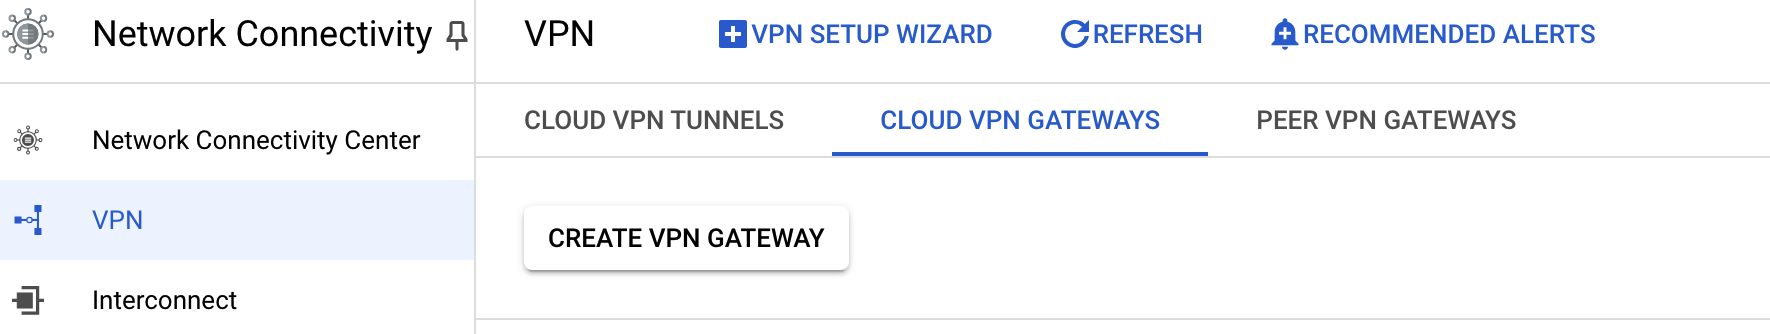 Network Connectivity
VPN
VPN SETUP WIZARD
REFRESH
RECOMMENDED ALERTS
Network Connectivity Center
VPN
Interconnect
CLOUD VPN TUNNELS
CLOUD VPN GATEWAYS
PEER VPN GATEWAYS
CREATE VPN GATEWAY